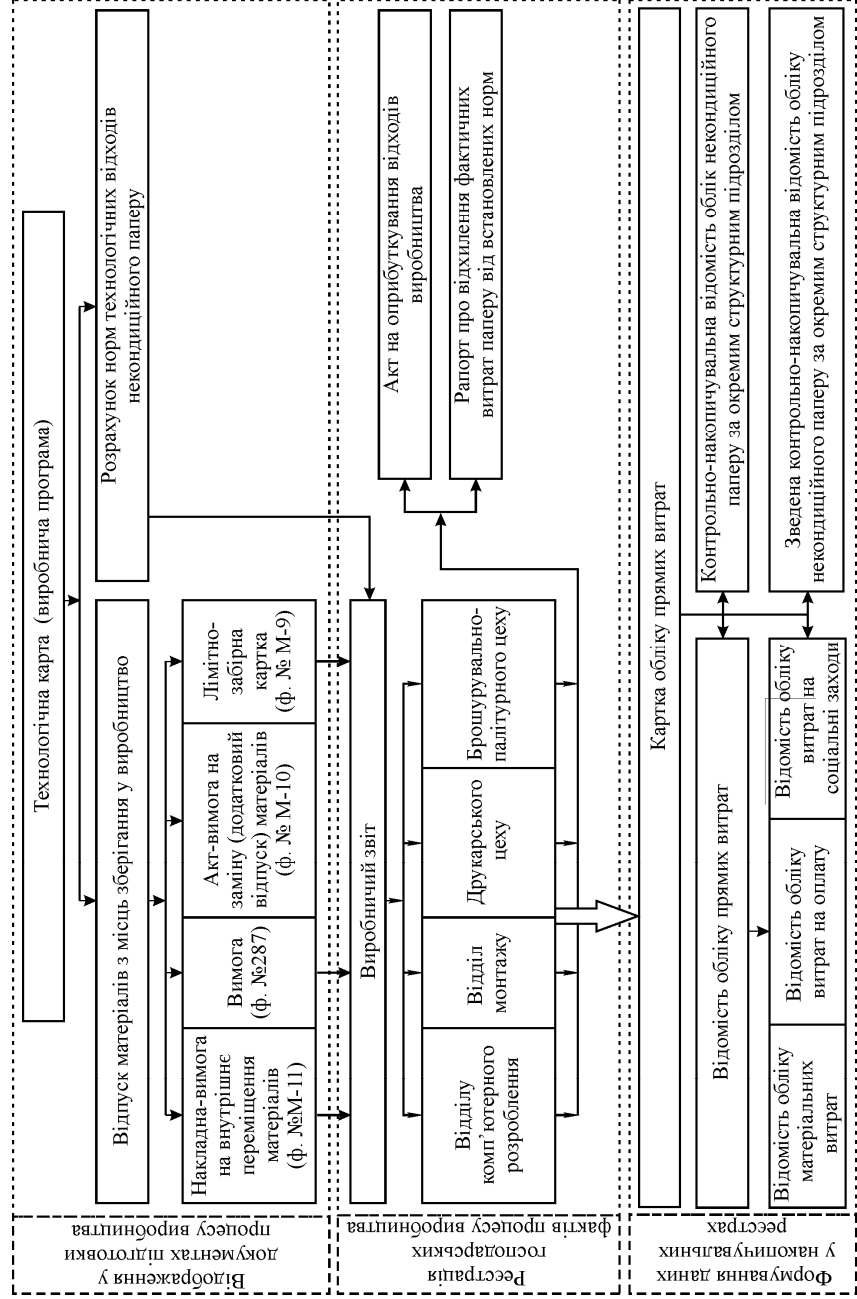 Відображення у
документах підготовки
процесу виробництва
Технологічна карта (виробнича програма)
Відпуск матеріалів з місць зберігання у виробництво
Розрахунок норм технологічних відходів
некондиційного паперу
Накладна-вимога
на внутрішнє
переміщення
матеріалів
(ф. №М-11)
Вимога
(ф. №287)
Акт-вимога на
заміну (додатковий
відпуск) матеріалів
(ф. № М-10)
Лімітно-
забірна
картка
(ф. № М-9)
Реєстрація
господарських
фактів процесу виробництва
Виробничий звіт
Відділу
комп’ютерного
розроблення
Відділ
монтажу
Друкарського
цеху
Брошурувально-
палітурного цеху
Акт на оприбуткування відходів
виробництва
Рапорт про відхилення фактичних
витрат паперу від встановлених норм
Формування даних
у накопичувальних
реєстрах
Картка обліку прямих витрат
Відомість обліку прямих витрат
Контрольно-накопичувальна відомість облік некондиційного
паперу за окремим структурним підрозділом
Відомість обліку
матеріальних
витрат
Відомість обліку
витрат на оплату
Відомість обліку
витрат на
соціальні заходи
Зведена контрольно-накопичувальна відомість обліку
некондиційного паперу за окремим структурним підрозділом